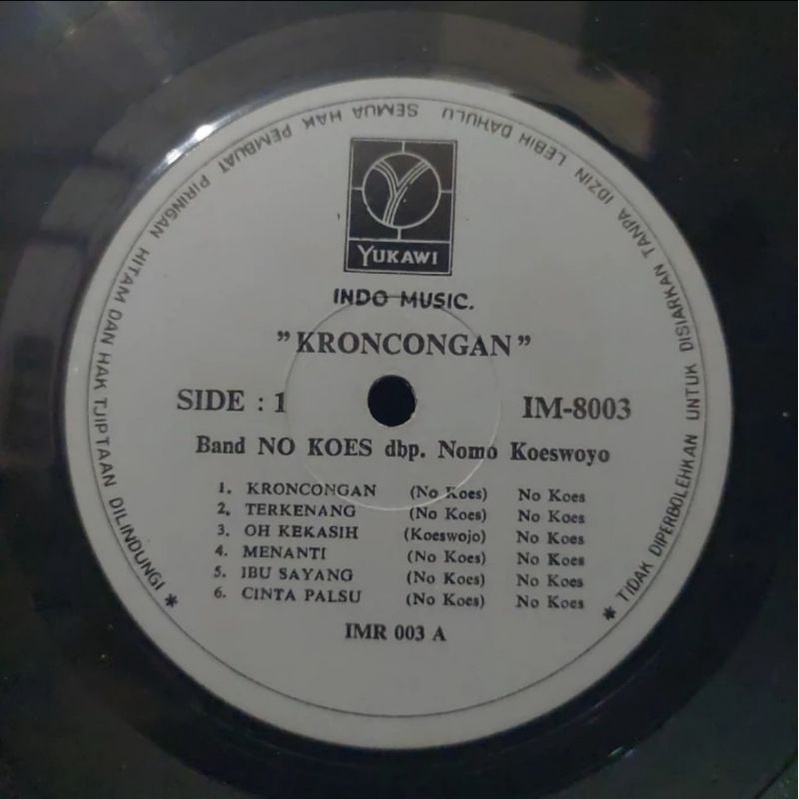 SEMUA HAK PEMBUAT PIRINGAN HITAM DAN HAK TJIPTAAN DILINDUNGI *
* TIDAK DIPERBOLEHKAN UNTUK DISIARKAN TANPA IDZIN LEBIH DAHULU
YUKAWI
INDO MUSIC.
"KRONCONGAN"
SIDE : 1 IM-8003
Band NO KOES dbp. Nomo Koeswoyo
1. KRONCONGAN (No Koes) No Koes
2. TERKENANG (No Koes) No Koes
3. OH KEKASIH (Koeswojo) No Koes
4. MENANTI (No Koes) No Koes
5. IBU SAYANG (No Koes) No Koes
6. CINTA PALSU (No Koes) No Koes
IMR 003 A